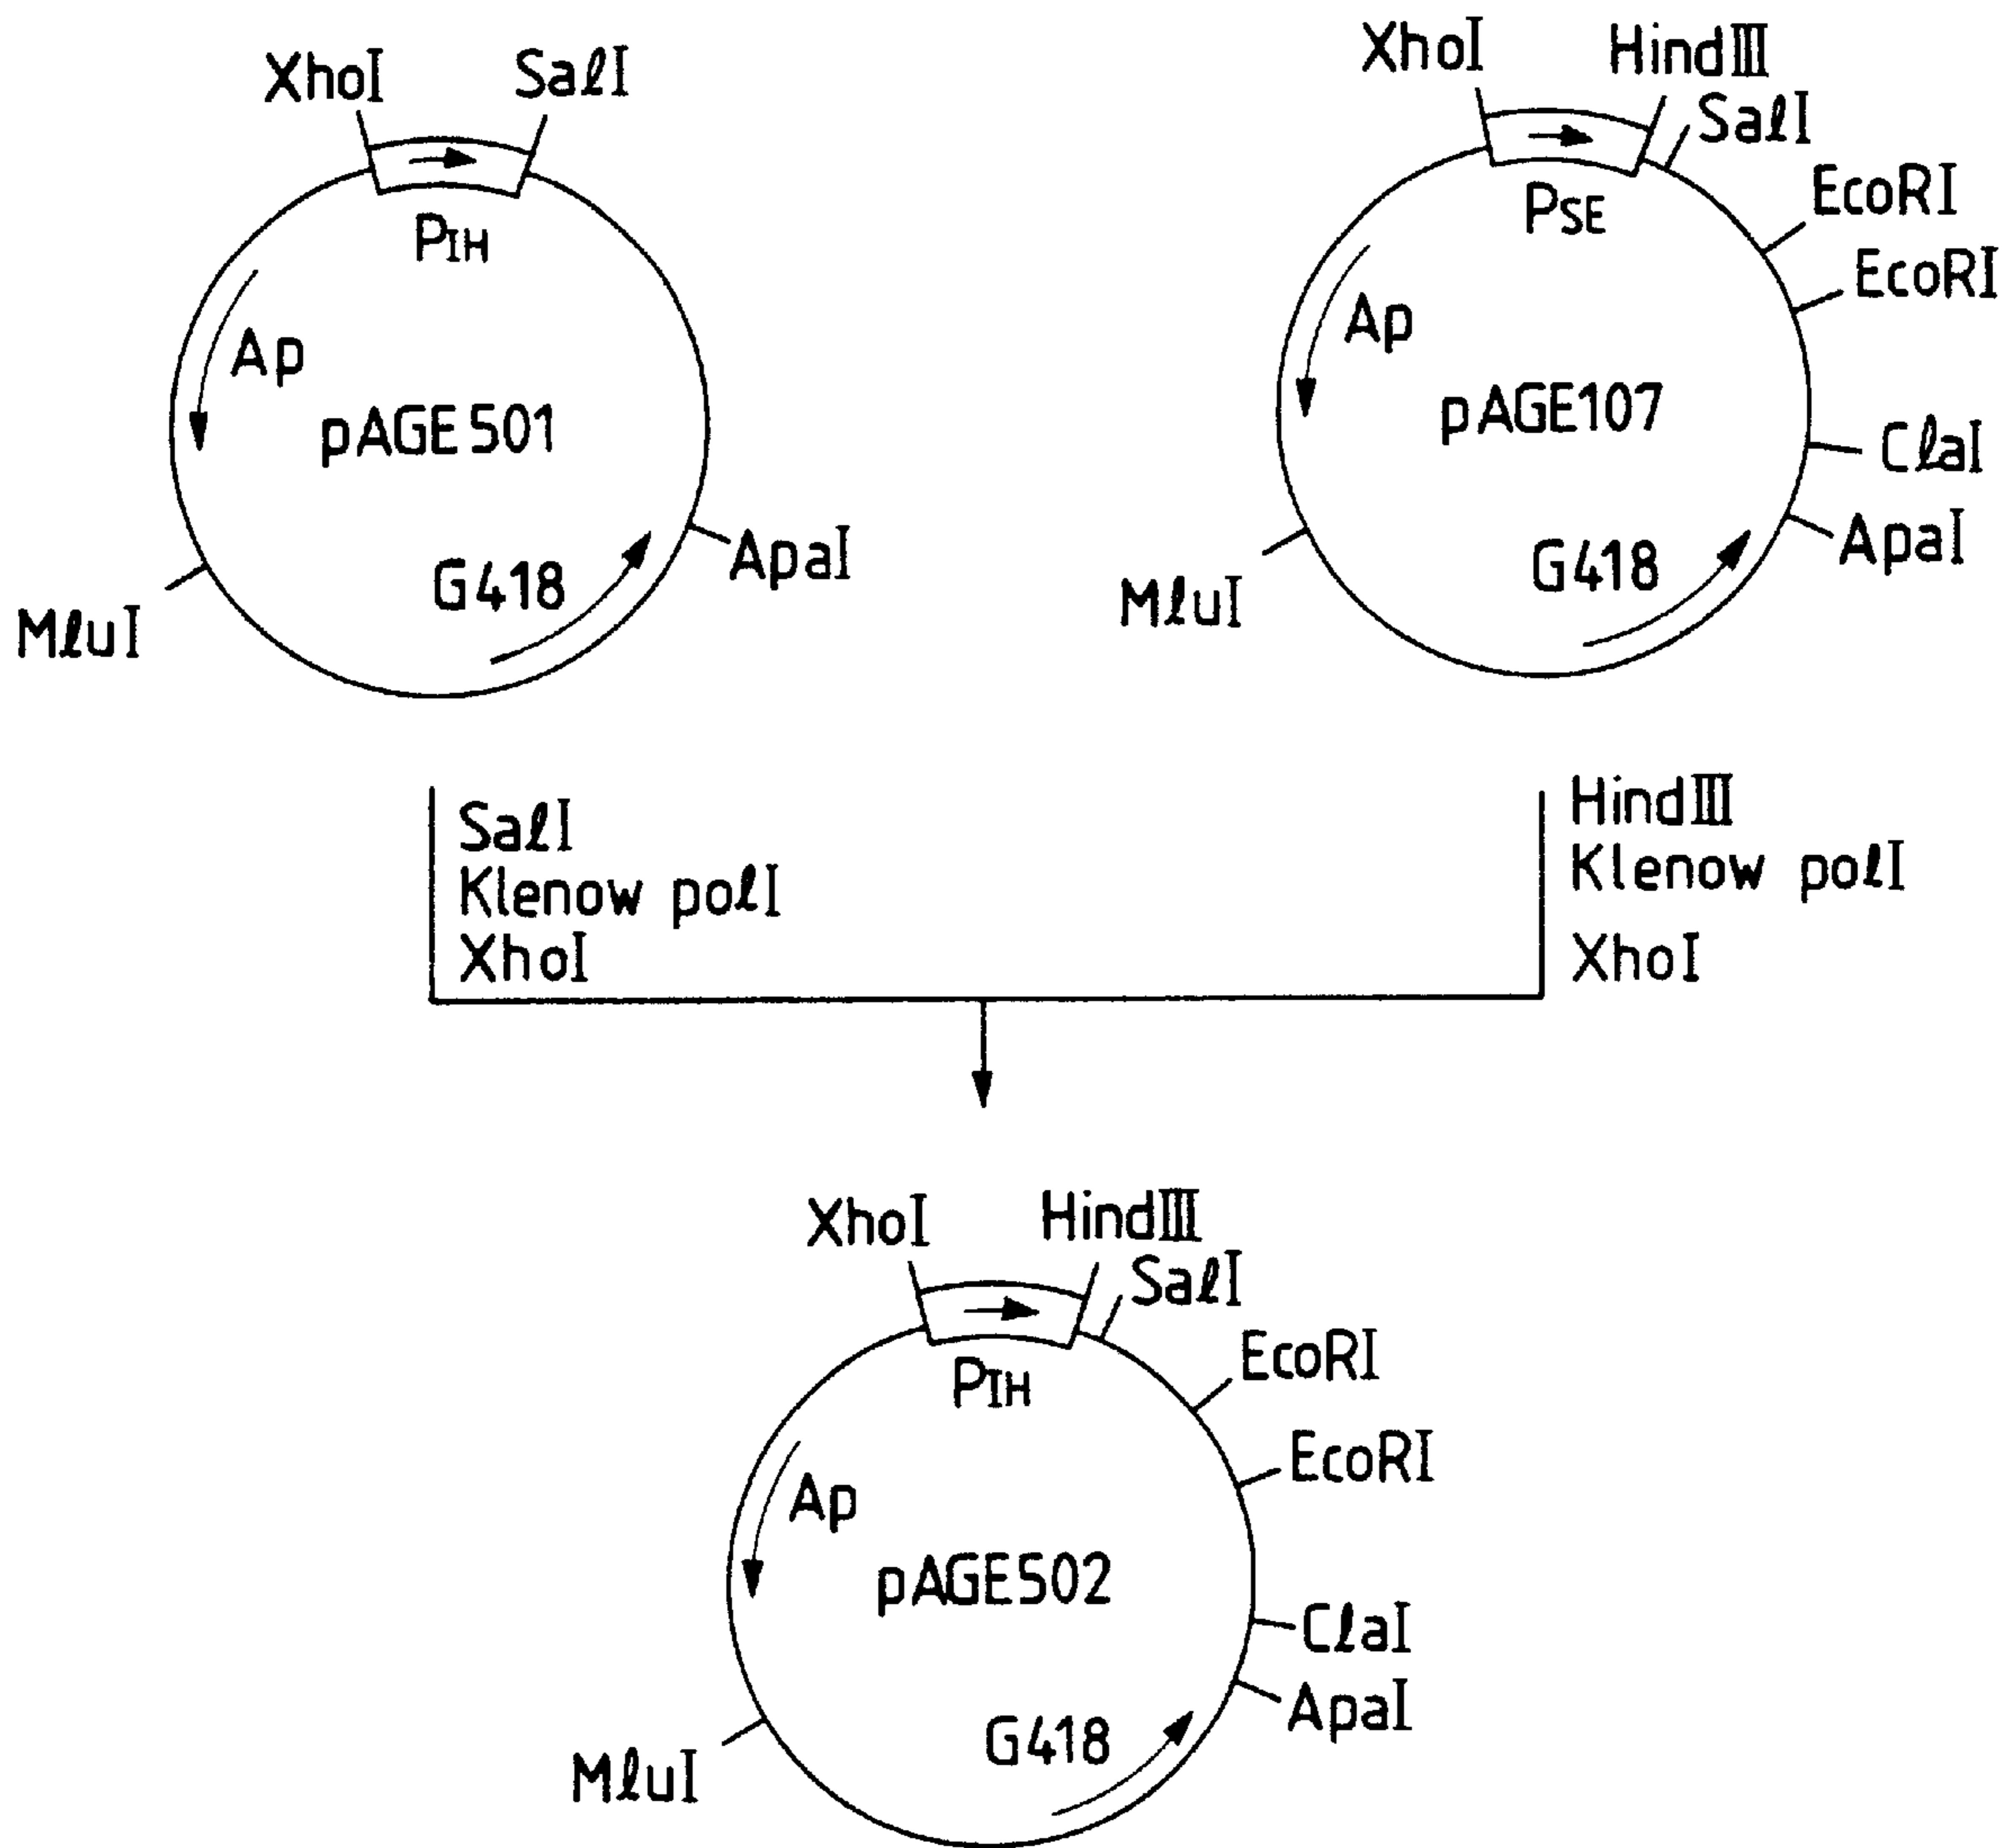 XhoI
SalI
PIH
Ap
pAGE501
ApaI
G418
MluI
XhoI
HindIII
SalI
EcoRI
PSE
EcoRI
Ap
pAGE107
ClaI
ApaI
G418
MluI
SalI
Klenow polI
XhoI
HindIII
Klenow polI
XhoI
XhoI
HindIII
SalI
EcoRI
PIH
EcoRI
Ap
pAGE502
ClaI
ApaI
G418
MluI